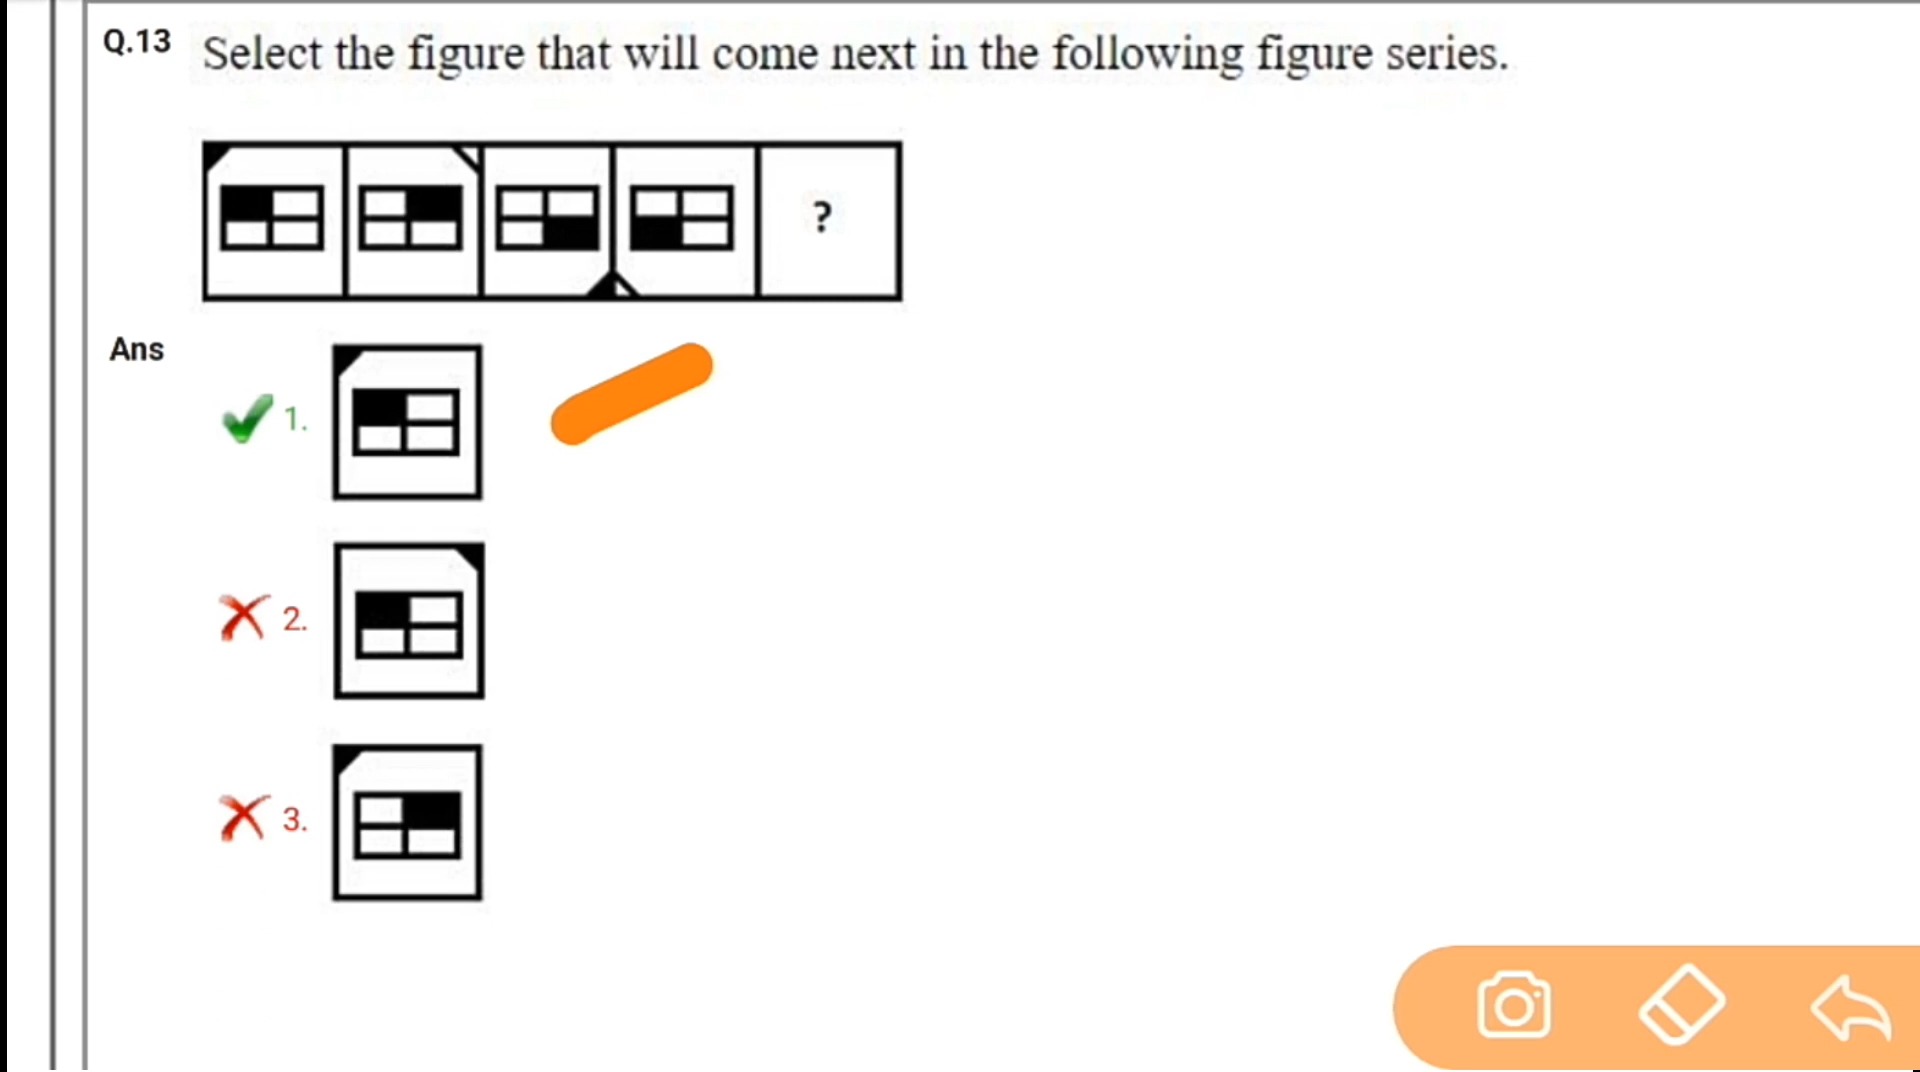 Q.13 Select the figure that will come next in the following figure series.
?
Ans
1.
2.
3.